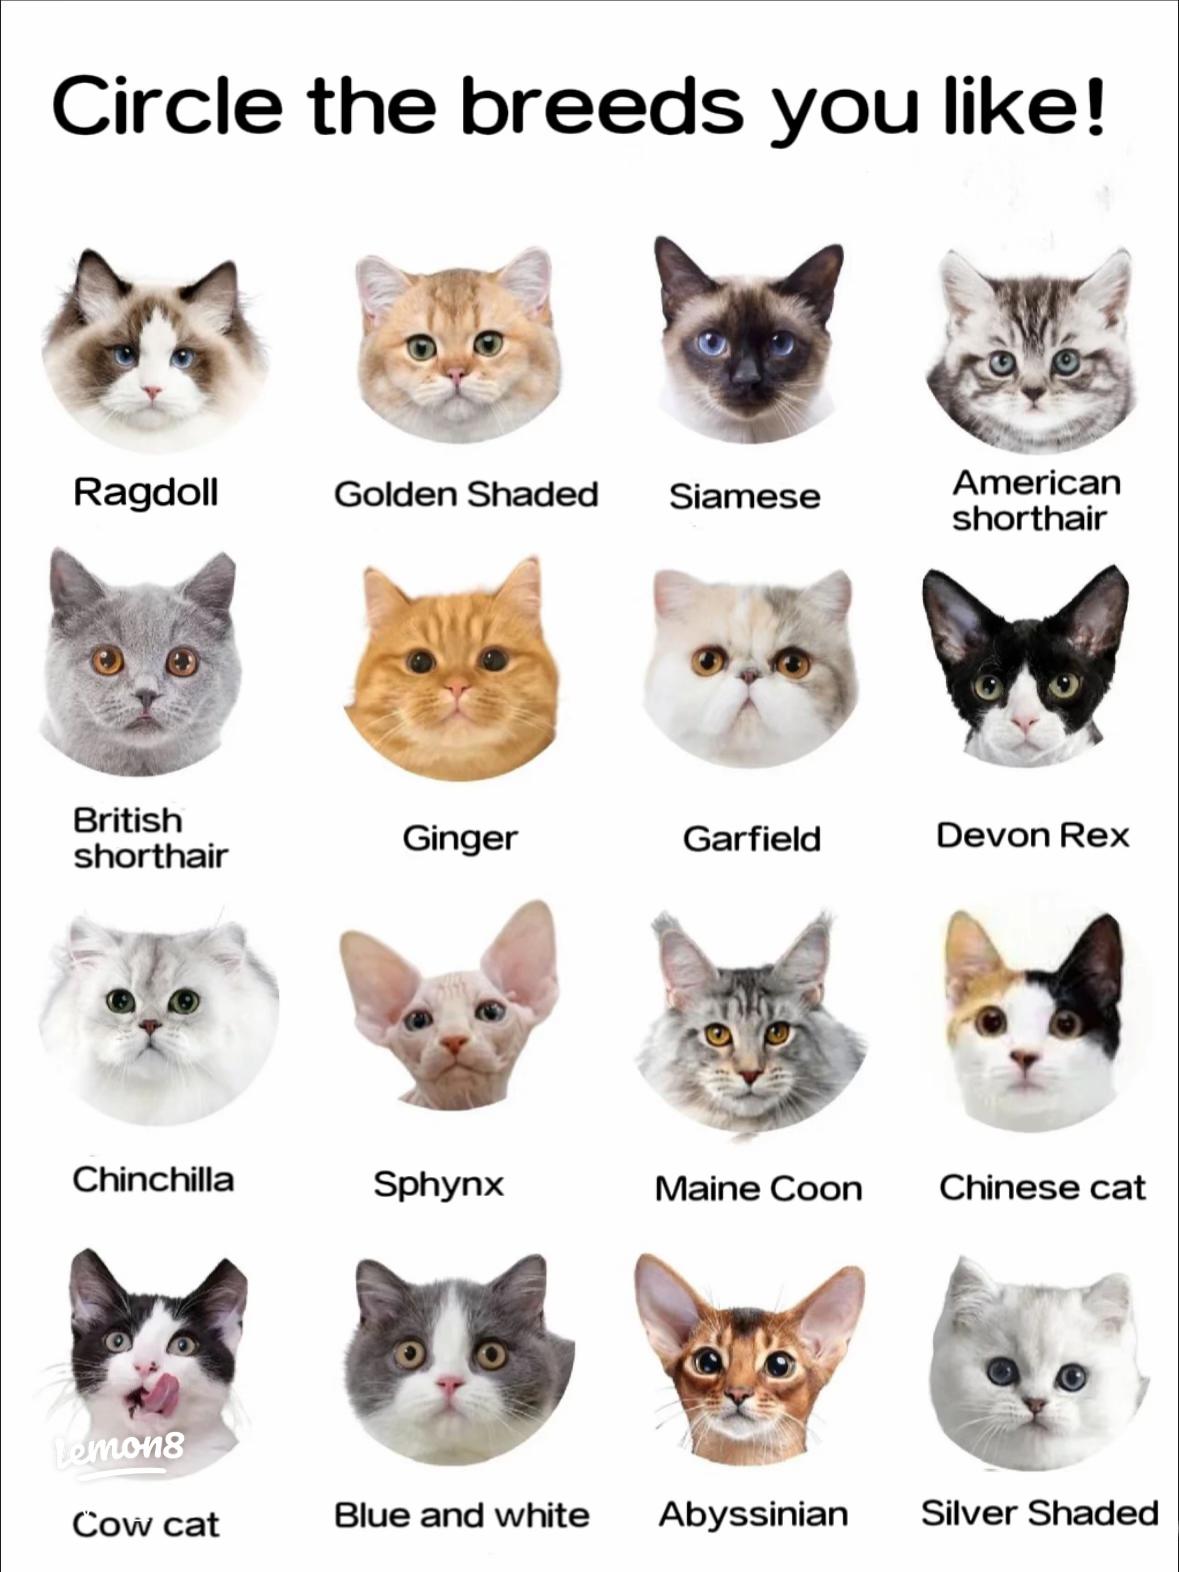 Circle the breeds you like!
Ragdoll
Golden Shaded
Siamese
American
shorthair
British
shorthair
Ginger
Garfield
Devon Rex
Chinchilla
Sphynx
Maine Coon
Chinese cat
Cow cat
Blue and white
Abyssinian
Silver Shaded
Lemon8